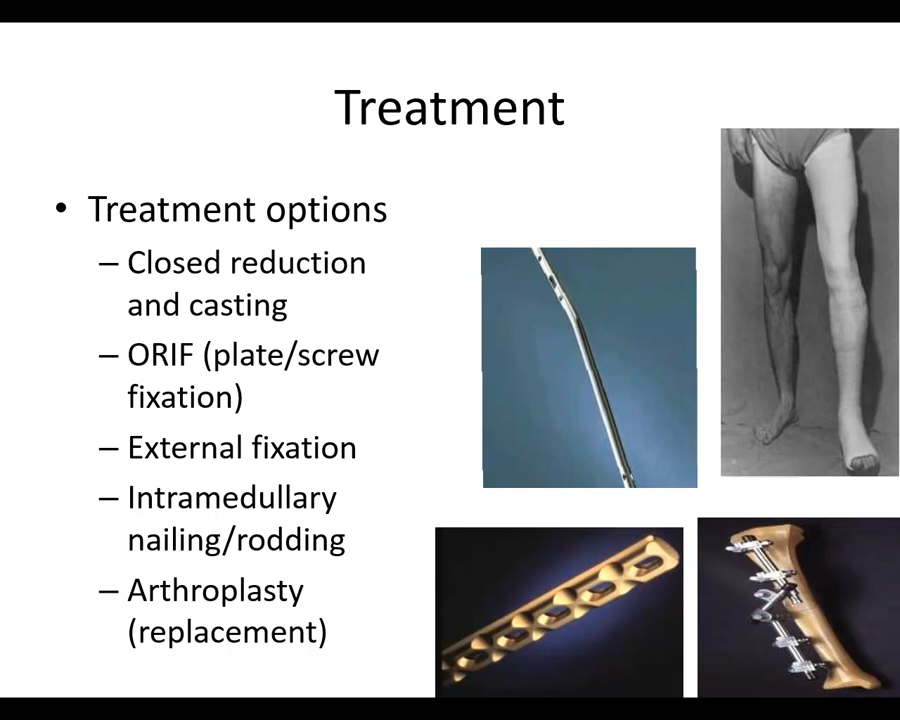 Treatment
• Treatment options
– Closed reduction
and casting
– ORIF (plate/screw
fixation)
– External fixation
– Intramedullary
nailing/rodding
– Arthroplasty
(replacement)